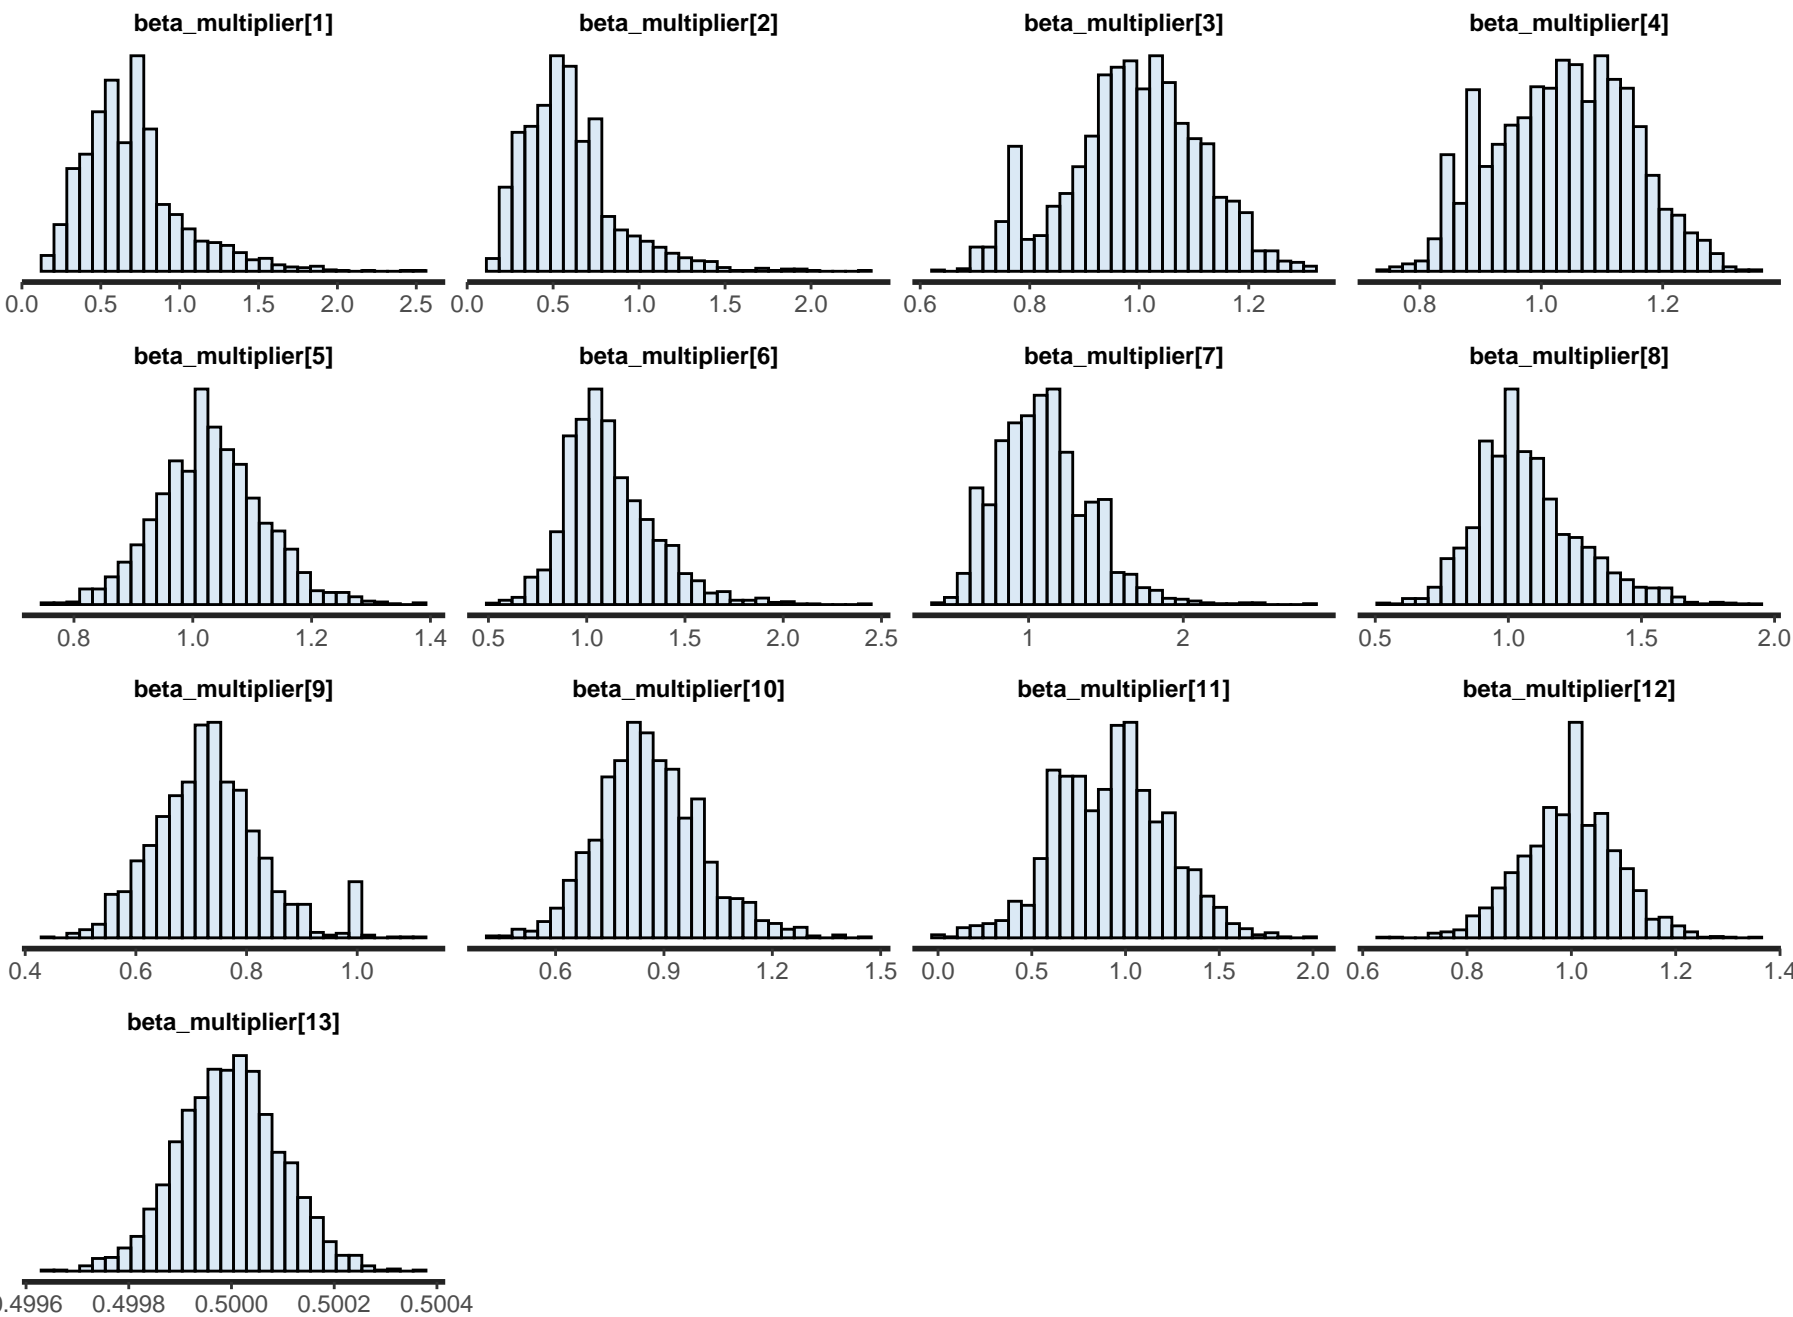 beta_multiplier[1] beta_multiplier[2] beta_multiplier[3] beta_multiplier[4]
0.0 0.5 1.0 1.5 2.0 2.5 0.0 0.5 1.0 1.5 2.0 0.6 0.8 1.0 1.2 0.8 1.0 1.2
beta_multiplier[5] beta_multiplier[6] beta_multiplier[7] beta_multiplier[8]
0.8 1.0 1.2 1.4 0.5 1.0 1.5 2.0 2.5 1 2 0.5 1.0 1.5 2.0
beta_multiplier[9] beta_multiplier[10] beta_multiplier[11] beta_multiplier[12]
0.4 0.6 0.8 1.0 0.6 0.9 1.2 1.5 0.0 0.5 1.0 1.5 2.0 0.6 0.8 1.0 1.2 1.4
beta_multiplier[13]
0.4996 0.4998 0.5000 0.5002 0.5004